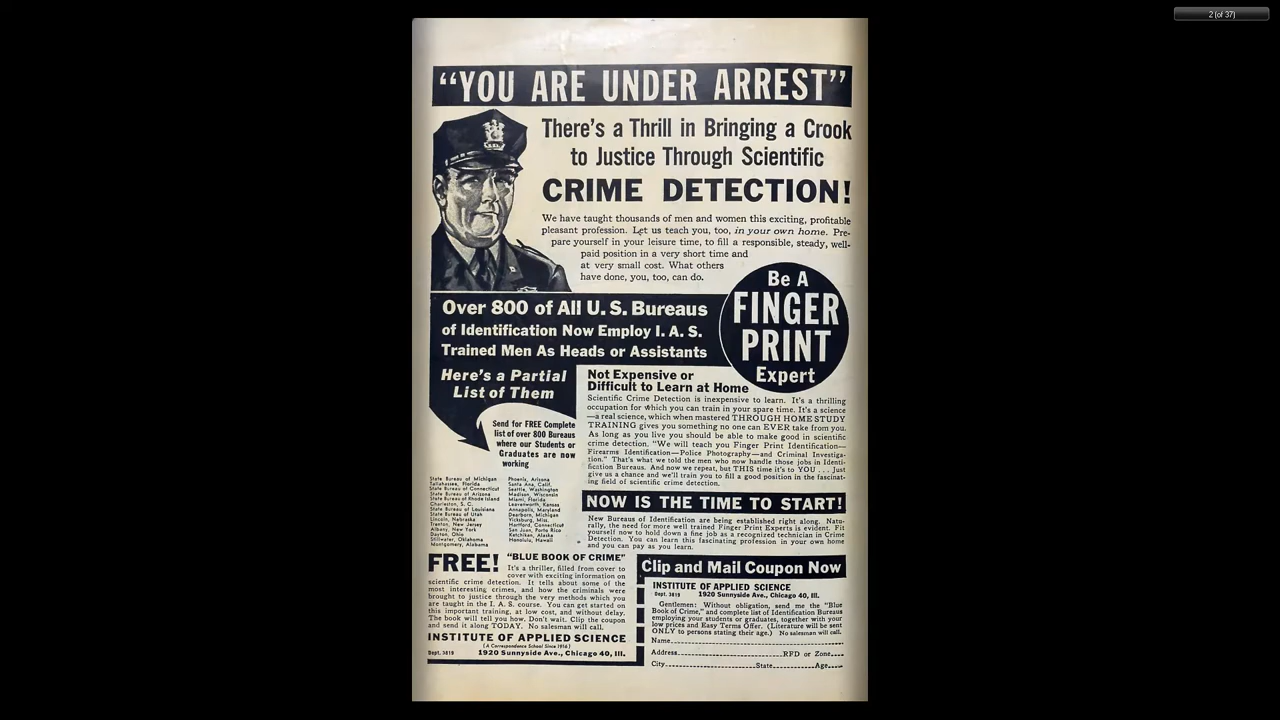 2 (of 37)
“YOU ARE UNDER ARREST”
There's a Thrill in Bringing a Crook
to Justice Through Scientific
CRIME DETECTION!
We have taught thousands of men and women this exciting, profitable
pleasant profession. Let us teach you, too, in your own home. Pre-
pare yourself in your leisure time, to fill a responsible, steady, well-
paid position in a very short time and
at very small cost. What others
have done, you, too, can do.
Be A
FINGER
PRINT
Expert
Over 800 of All U. S. Bureaus
of Identification Now Employ I. A. S.
Trained Men As Heads or Assistants
Here's a Partial
List of Them
Send for FREE Complete
list of over 800 Bureaus
where our Students or
Graduates are now
working
State Bureau of Michigan
Tallahassee, Florida
State Bureau of Connecticut
State Bureau of Arizona
State Bureau of Rhode Island
Charleston, S. C.
State Bureau of Louisiana
State Bureau of Utah
Lincoln, Nebraska
Trenton, New Jersey
Albany, New York
Dayton, Ohio
Stillwater, Oklahoma
Montgomery, Alabama
Phoenix, Arizona
Santa Ana, Calif.
Seattle, Washington
Madison, Wisconsin
Miami, Florida
Leavenworth, Kansas
Annapolis, Maryland
Dearborn, Michigan
Vicksburg, Miss.
Hartford, Connecticut
San Juan, Porto Rico
Ketchikan, Alaska
Honolulu, Hawaii
Not Expensive or
Difficult to Learn at Home
Scientific Crime Detection is inexpensive to learn. It's a thrilling
occupation for which you can train in your spare time. It's a science
—a real science, which when mastered THROUGH HOME STUDY
TRAINING gives you something no one can EVER take from you.
As long as you live you should be able to make good in scientific
crime detection. “We will teach you Finger Print Identification—
Firearms Identification—Police Photography—and Criminal Investiga-
tion.” That's what we told the men who now handle those jobs in Identi-
fication Bureaus. And now we repeat, but THIS time it's to YOU . . . Just
give us a chance and we'll train you to fill a good position in the fascinat-
ing field of scientific crime detection.
NOW IS THE TIME TO START!
New Bureaus of Identification are being established right along. Natu-
rally, the need for more well trained Finger Print Experts is evident. Fit
yourself now to hold down a fine job as a recognized technician in Crime
Detection. You can learn this fascinating profession in your own home
and you can pay as you learn.
FREE!
“BLUE BOOK OF CRIME”
It's a thriller, filled from cover to
cover with exciting information on
scientific crime detection. It tells about some of the
most interesting crimes, and how the criminals were
brought to justice through the very methods which you
are taught in the I. A. S. course. You can get started on
this important training, at low cost, and without delay.
The book will tell you how. Don't wait. Clip the coupon
and send it along TODAY. No salesman will call.
INSTITUTE OF APPLIED SCIENCE
(A Correspondence School Since 1916)
Dept. 3819 1920 Sunnyside Ave., Chicago 40, Ill.
Clip and Mail Coupon Now
INSTITUTE OF APPLIED SCIENCE
Dept. 3819 1920 Sunnyside Ave., Chicago 40, Ill.
Gentlemen: Without obligation, send me the “Blue
Book of Crime,” and complete list of Identification Bureaus
employing your students or graduates, together with your
low prices and Easy Terms Offer. (Literature will be sent
ONLY to persons stating their age.) No salesman will call.
Name
Address RFD or Zone
City State Age